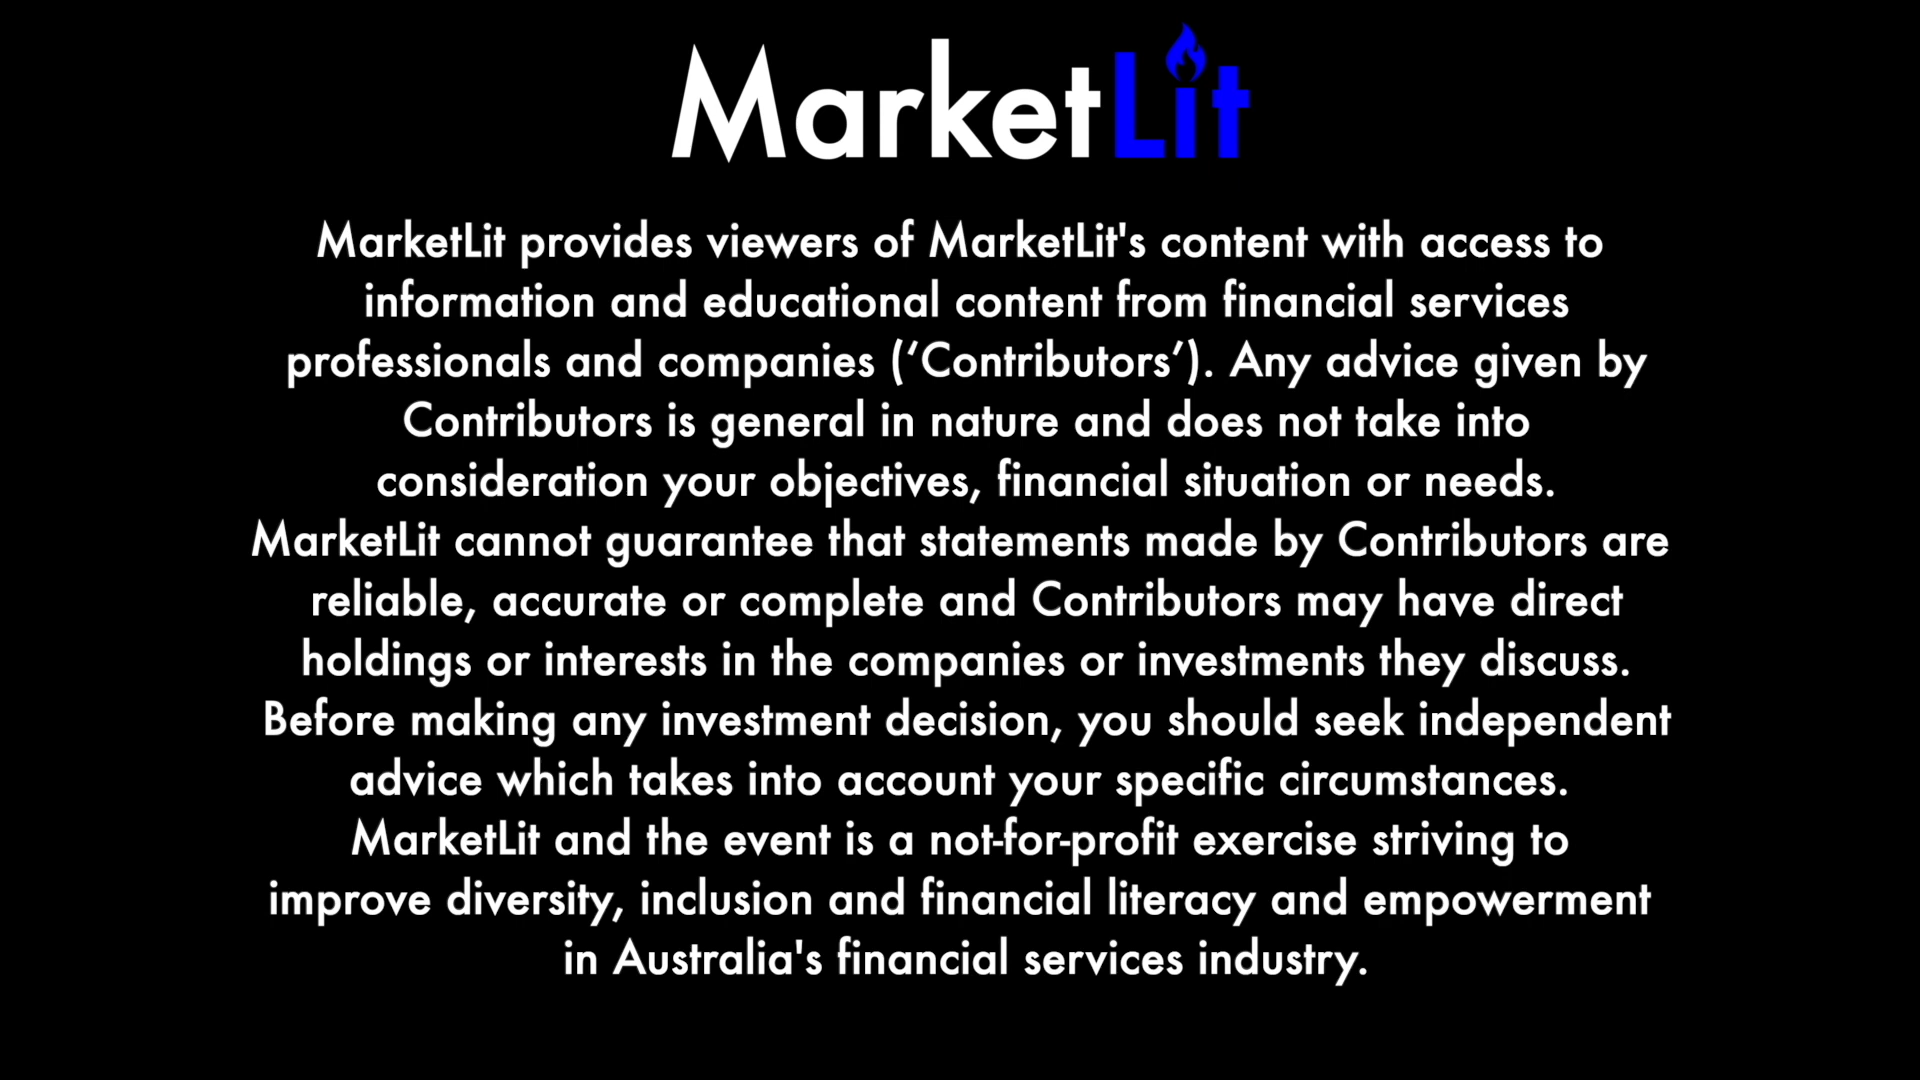 MarketLit
MarketLit provides viewers of MarketLit's content with access to
information and educational content from financial services
professionals and companies (‘Contributors’). Any advice given by
Contributors is general in nature and does not take into
consideration your objectives, financial situation or needs.
MarketLit cannot guarantee that statements made by Contributors are
reliable, accurate or complete and Contributors may have direct
holdings or interests in the companies or investments they discuss.
Before making any investment decision, you should seek independent
advice which takes into account your specific circumstances.
MarketLit and the event is a not-for-profit exercise striving to
improve diversity, inclusion and financial literacy and empowerment
in Australia's financial services industry.